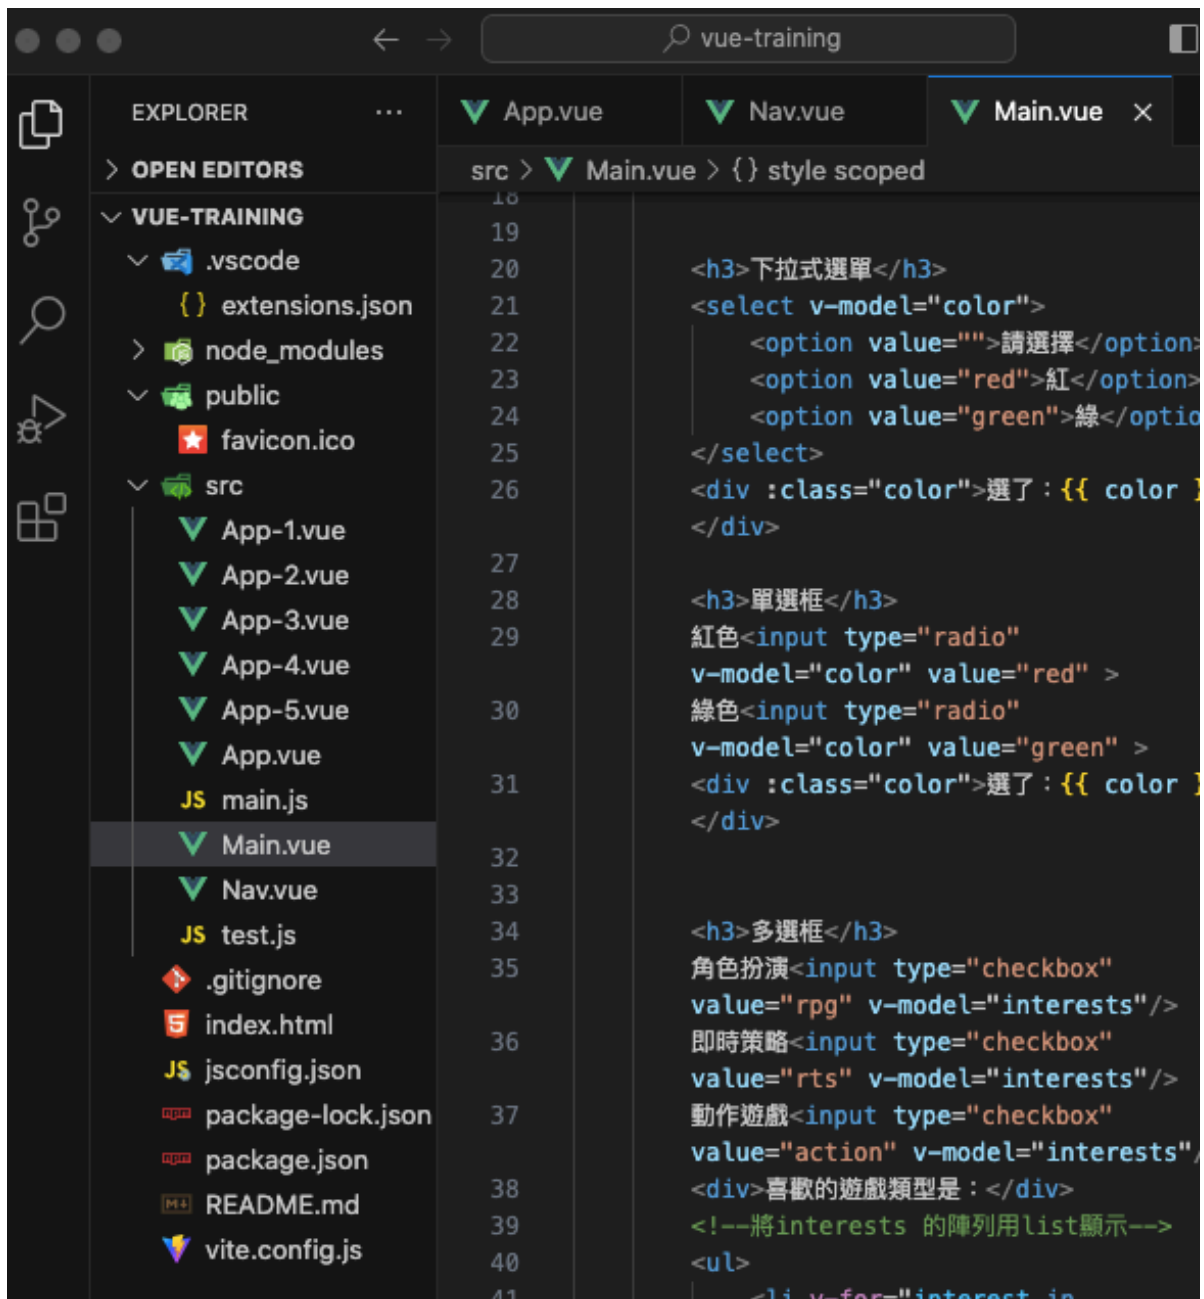 vue-training
EXPLORER
OPEN EDITORS
VUE-TRAINING
.vscode
{} extensions.json
node_modules
public
favicon.ico
src
App-1.vue
App-2.vue
App-3.vue
App-4.vue
App-5.vue
App.vue
JS main.js
Main.vue
Nav.vue
JS test.js
.gitignore
index.html
JS jsconfig.json
package-lock.json
package.json
README.md
vite.config.js
App.vue Nav.vue Main.vue
src > Main.vue > {} style scoped
18
19
20 <h3>下拉式選單</h3>
21 <select v-model="color">
22 <option value="">請選擇</option>
23 <option value="red">紅</option>
24 <option value="green">綠</optio
25 </select>
26 <div :class="color">選了：{{ color }
</div>
27
28 <h3>單選框</h3>
29 紅色<input type="radio"
v-model="color" value="red" >
30 綠色<input type="radio"
v-model="color" value="green" >
31 <div :class="color">選了：{{ color }
</div>
32
33
34 <h3>多選框</h3>
35 角色扮演<input type="checkbox"
value="rpg" v-model="interests"/>
36 即時策略<input type="checkbox"
value="rts" v-model="interests"/>
37 動作遊戲<input type="checkbox"
value="action" v-model="interests"/
38 <div>喜歡的遊戲類型是：</div>
39 <!--將interests 的陣列用list顯示-->
40 <ul>
41 <li v-for="interest in